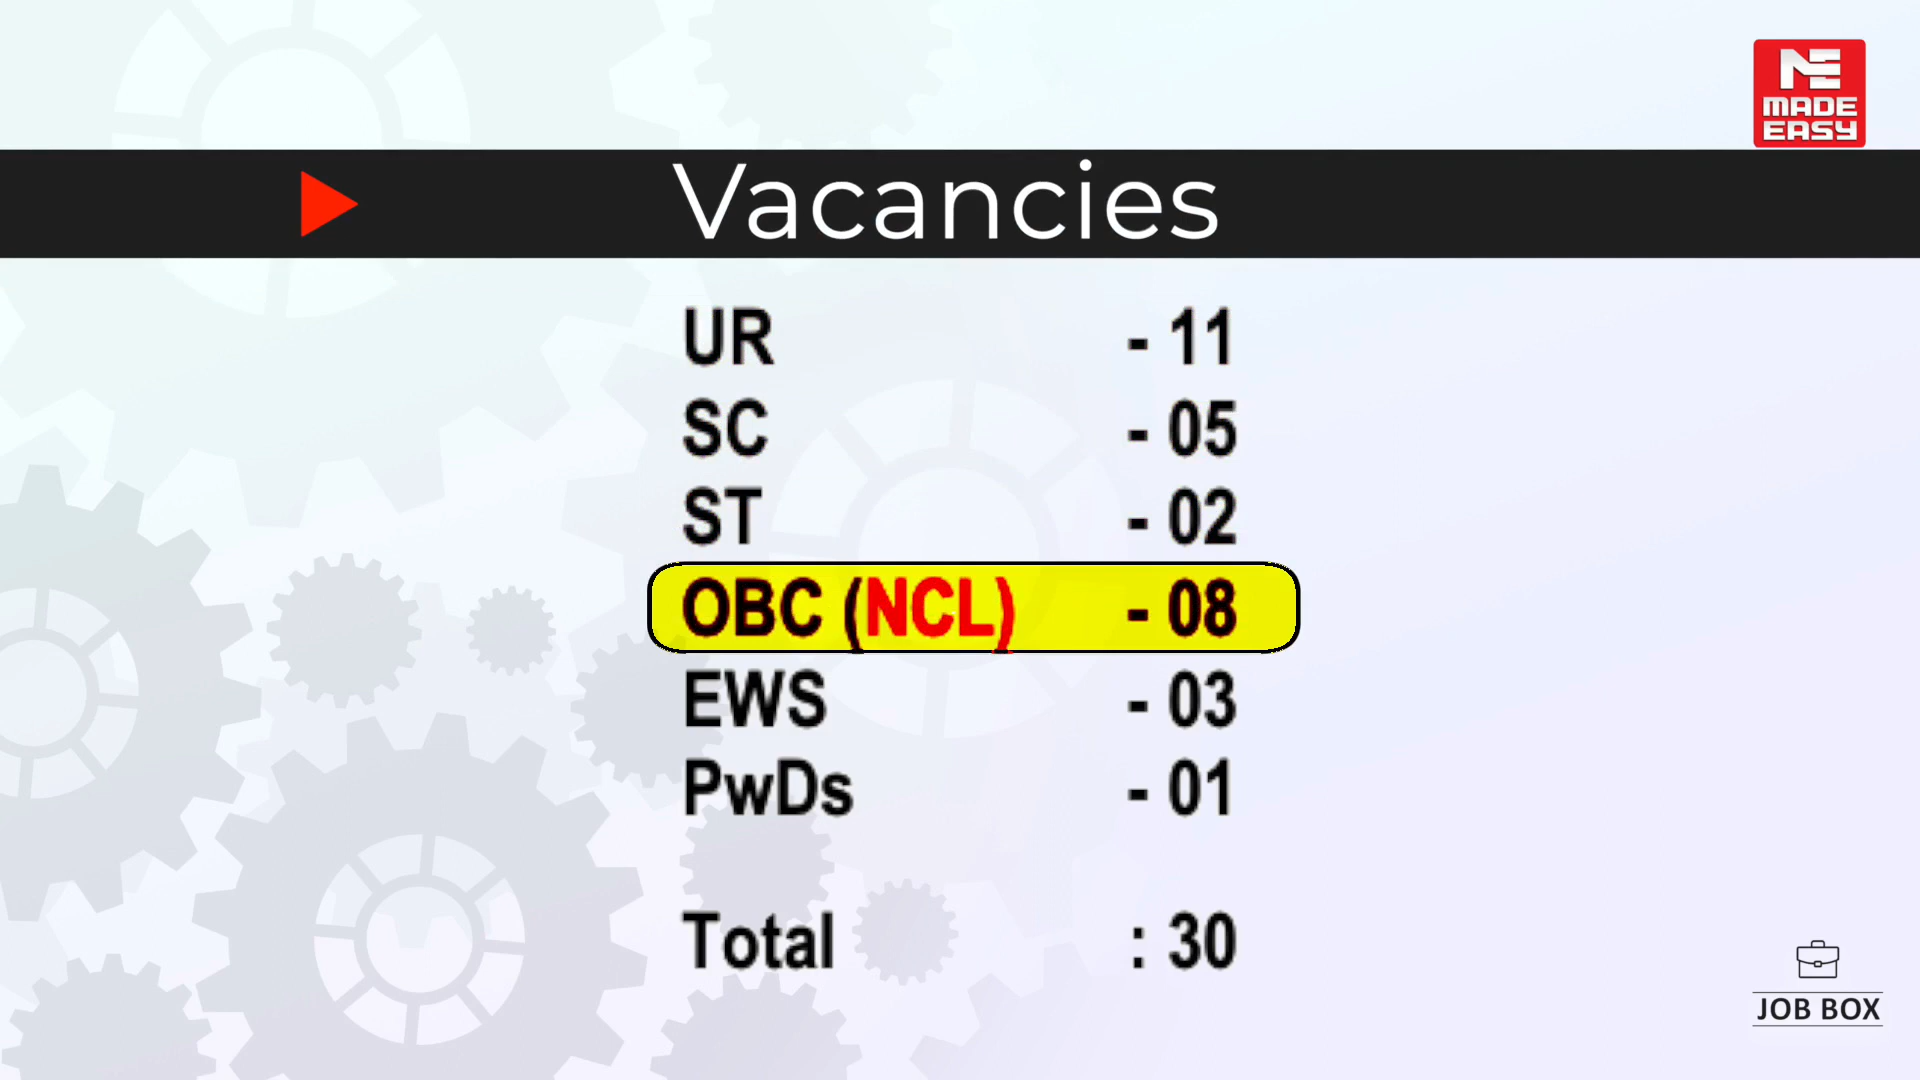 ME
MADE
EASY
Vacancies
UR - 11
SC - 05
ST - 02
OBC (NCL) - 08
EWS - 03
PwDs - 01
Total : 30
JOB BOX